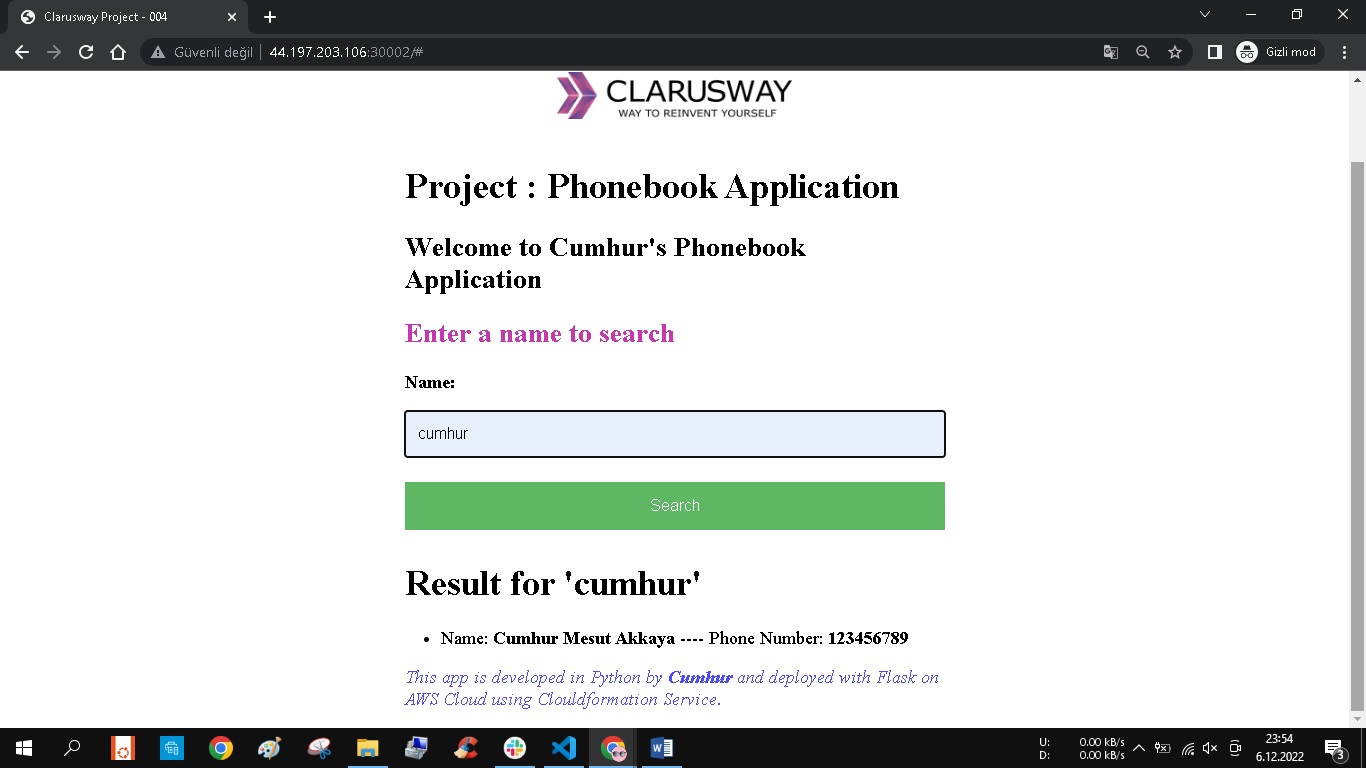 Clarusway Project - 004
Güvenli değil
44.197.203.106:30002/#
Gizli mod
CLARUSWAY
WAY TO REINVENT YOURSELF
Project : Phonebook Application
Welcome to Cumhur's Phonebook
Application
Enter a name to search
Name:
cumhur
Search
Result for 'cumhur'
Name: Cumhur Mesut Akkaya ---- Phone Number: 123456789
This app is developed in Python by Cumhur and deployed with Flask on
AWS Cloud using Clouldformation Service.
U: 0.00 kB/s
D: 0.00 kB/s
23:54
6.12.2022
3